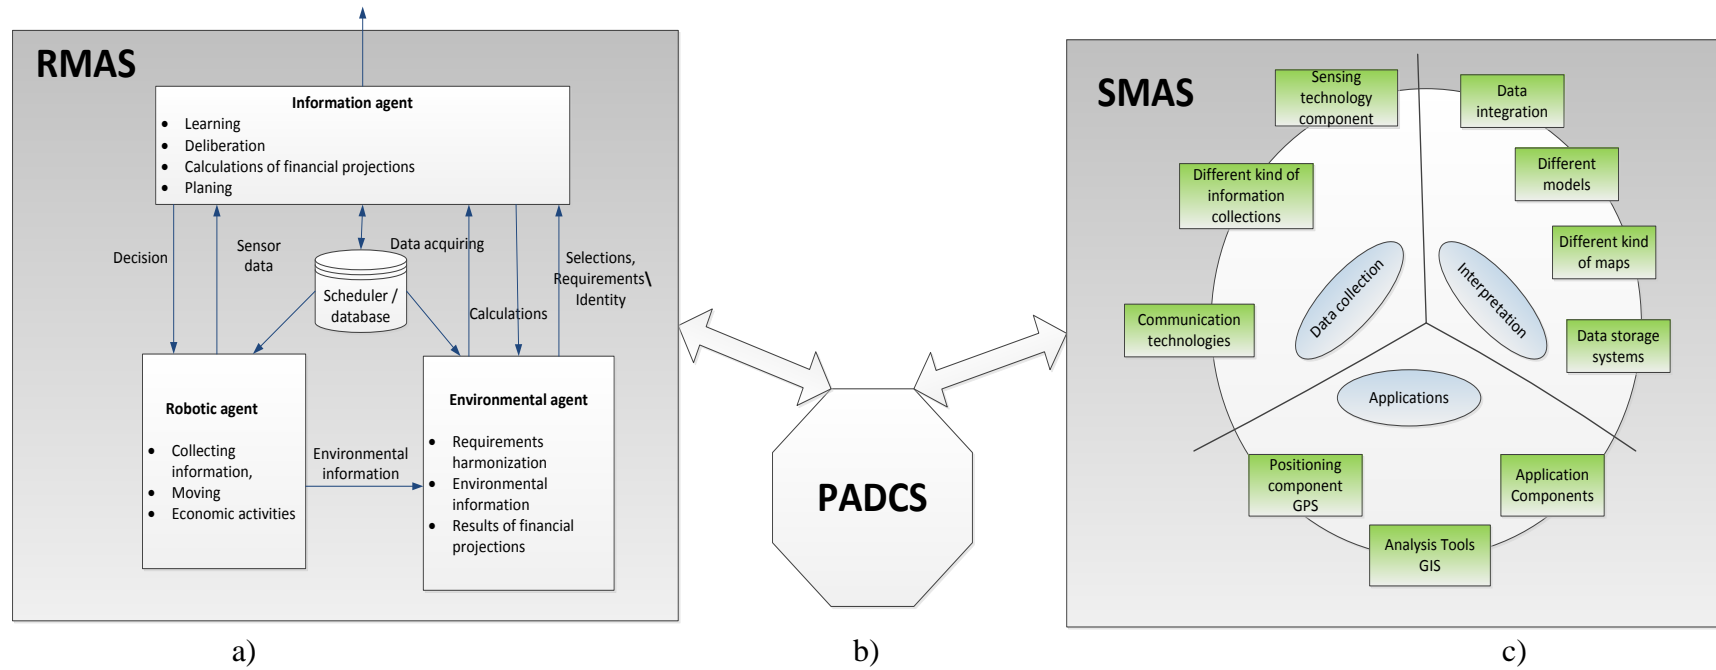 RMAS
Information agent
• Learning
• Deliberation
• Calculations of financial projections
• Planing
Decision
Sensor
data
Scheduler /
database
Data acquiring
Calculations
Selections,
Requirements\
Identity
Robotic agent
• Collecting
information,
• Moving
• Economic activities
Environmental
information
Environmental agent
• Requirements
harmonization
• Environmental
information
• Results of financial
projections
a)
PADCS
b)
SMAS
Sensing
technology
component
Data
integration
Different kind of
information
collections
Different
models
Different kind
of maps
Communication
technologies
Data storage
systems
Data collection
Interpretation
Applications
Positioning
component
GPS
Application
Components
Analysis Tools
GIS
c)